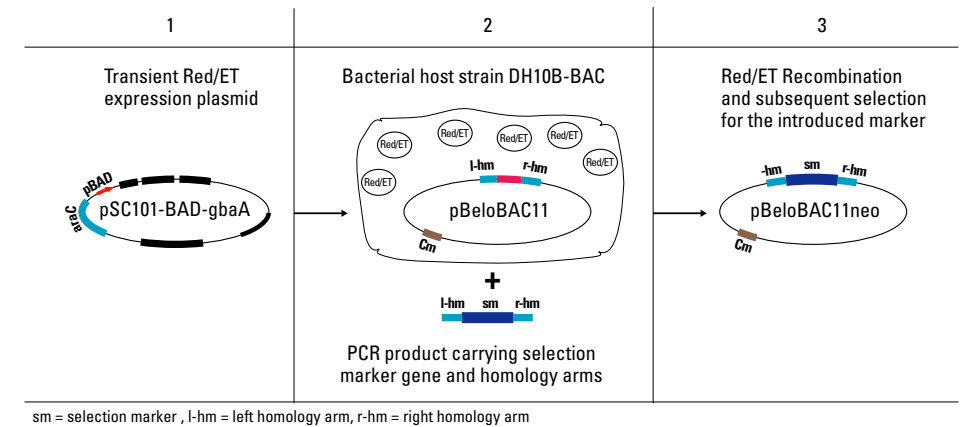 1
2
3
Transient Red/ET
expression plasmid
pBAD
araC
pSC101-BAD-gbaA
Bacterial host strain DH10B-BAC
Red/ET
Red/ET
Red/ET
Red/ET
Red/ET
Red/ET
l-hm
r-hm
pBeloBAC11
Cm
+
l-hm sm r-hm
PCR product carrying selection
marker gene and homology arms
Red/ET Recombination
and subsequent selection
for the introduced marker
-hm sm r-hm
pBeloBAC11neo
Cm
sm = selection marker , l-hm = left homology arm, r-hm = right homology arm